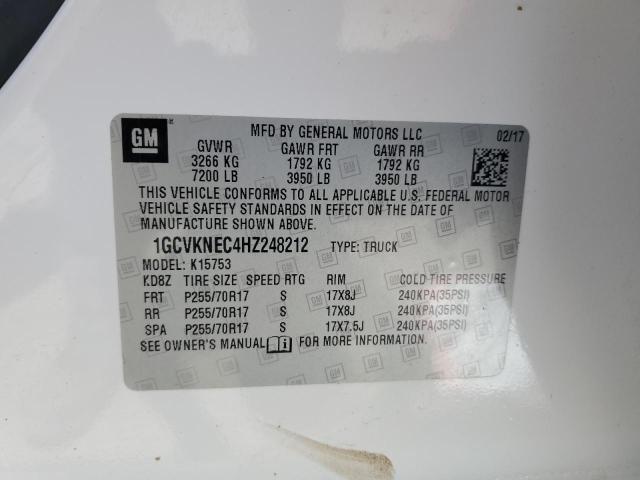 GM
MFD BY GENERAL MOTORS LLC 02/17
GVWR GAWR FRT GAWR RR
3266 KG 1792 KG 1792 KG
7200 LB 3950 LB 3950 LB
THIS VEHICLE CONFORMS TO ALL APPLICABLE U.S. FEDERAL MOTOR
VEHICLE SAFETY STANDARDS IN EFFECT ON THE DATE OF
MANUFACTURE SHOWN ABOVE.
1GCVKNEC4HZ248212 TYPE: TRUCK
MODEL: K15753
KD8Z TIRE SIZE SPEED RTG RIM COLD TIRE PRESSURE
FRT P255/70R17 S 17X8J 240KPA(35PSI)
RR P255/70R17 S 17X8J 240KPA(35PSI)
SPA P255/70R17 S 17X7.5J 240KPA(35PSI)
SEE OWNER'S MANUAL FOR MORE INFORMATION.